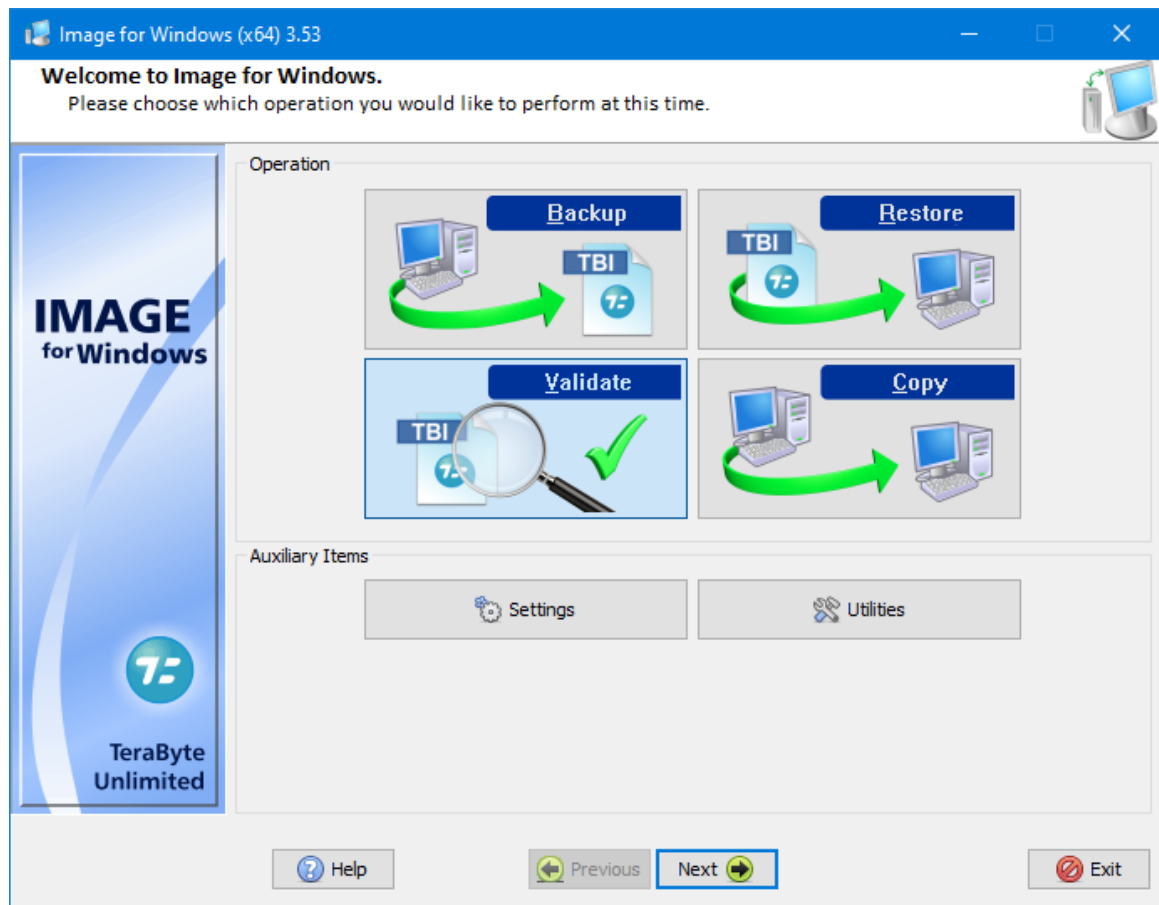 Image for Windows (x64) 3.53
Welcome to Image for Windows.
Please choose which operation you would like to perform at this time.
IMAGE
for Windows
TeraByte
Unlimited
Operation
Backup
TBI
Restore
TBI
Validate
TBI
Copy
Auxiliary Items
Settings
Utilities
Help
Previous
Next
Exit